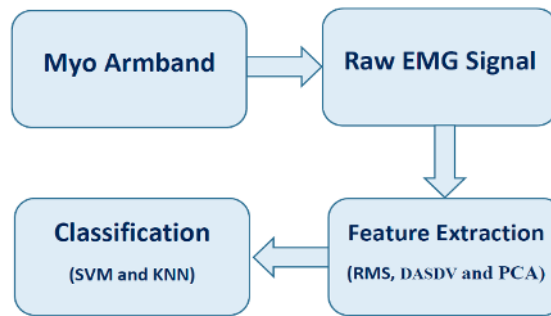 Myo Armband
Raw EMG Signal
Feature Extraction
(RMS, DASDV and PCA)
Classification
(SVM and KNN)